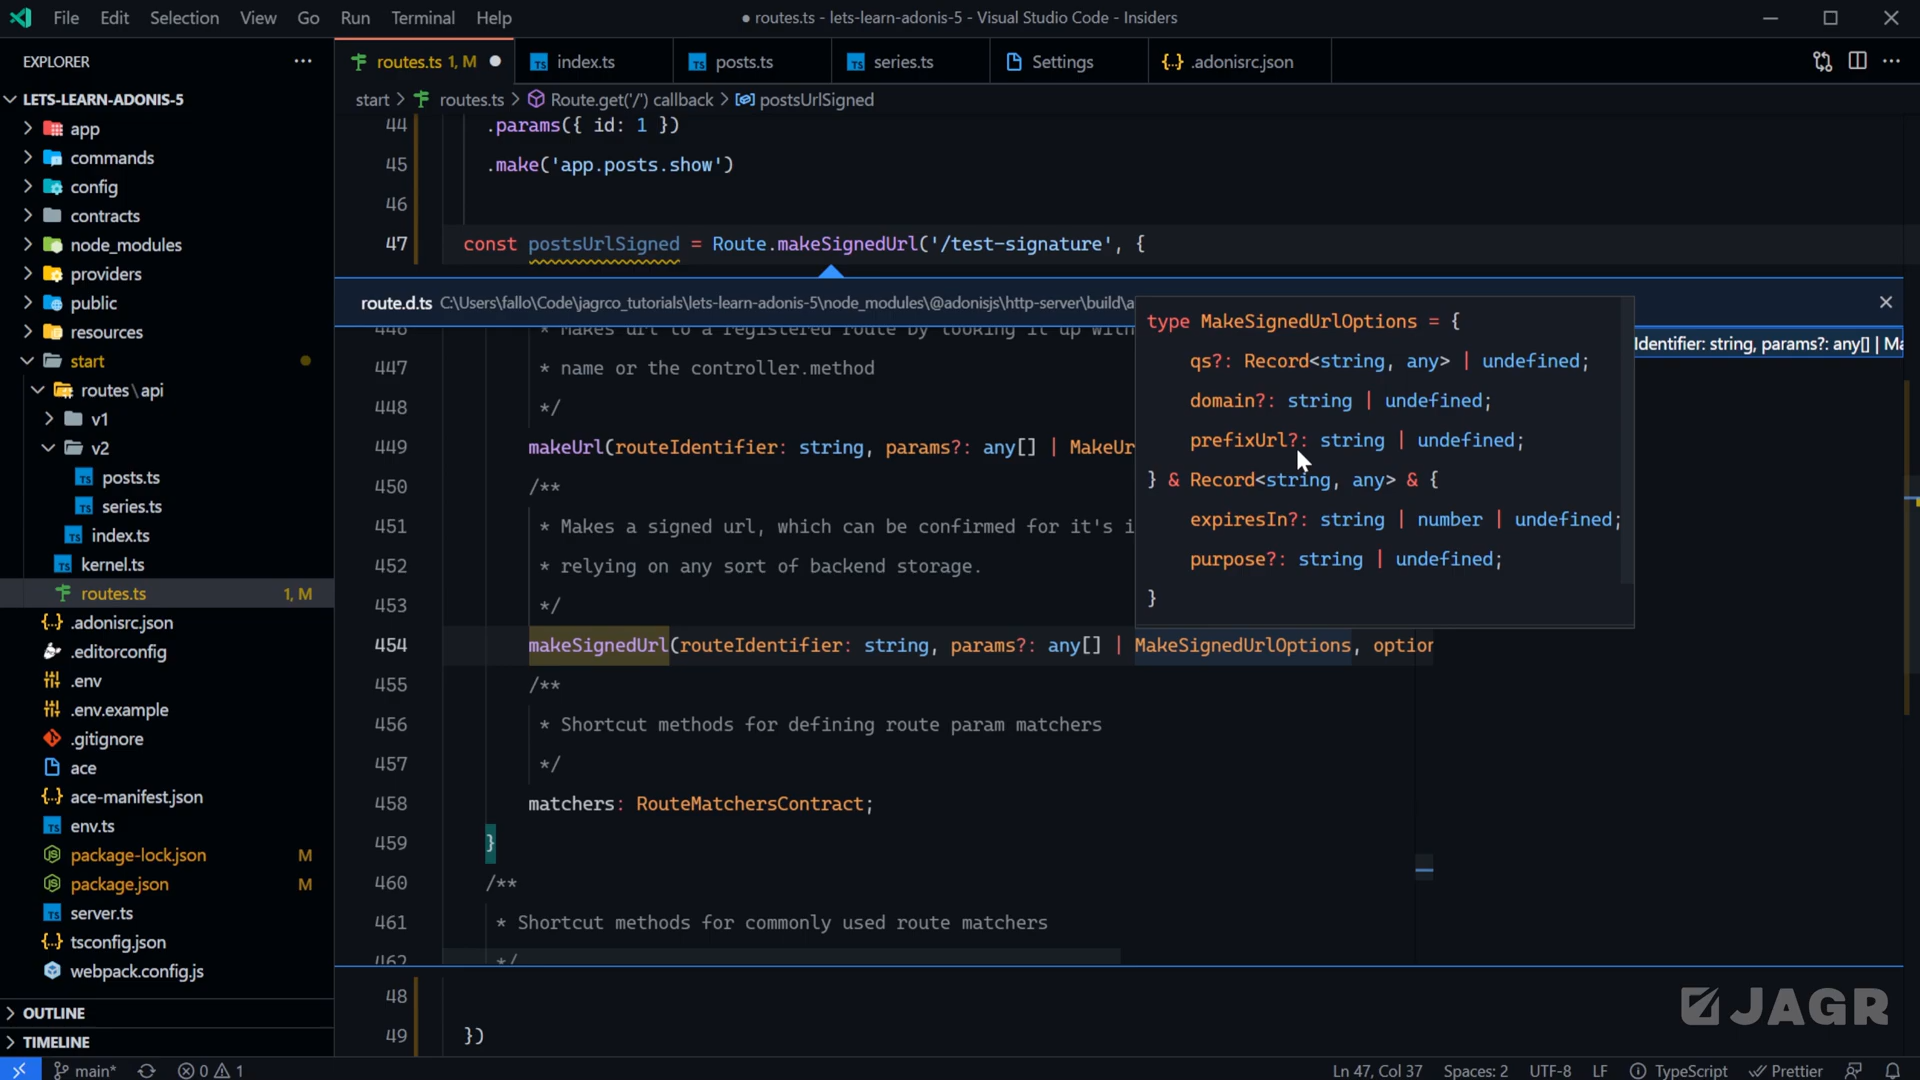 File Edit Selection View Go Run Terminal Help
● routes.ts - lets-learn-adonis-5 - Visual Studio Code - Insiders
EXPLORER
LETS-LEARN-ADONIS-5
app
commands
config
contracts
node_modules
providers
public
resources
start
routes\api
v1
v2
posts.ts
series.ts
index.ts
kernel.ts
routes.ts 1, M
.adonisrc.json
.editorconfig
.env
.env.example
.gitignore
ace
ace-manifest.json
env.ts
package-lock.json M
package.json M
server.ts
tsconfig.json
webpack.config.js
OUTLINE
TIMELINE
routes.ts 1, M index.ts posts.ts series.ts Settings .adonisrc.json
start > routes.ts > Route.get('/') callback > postsUrlSigned
44 .params({ id: 1 })
45 .make('app.posts.show')
46
47 const postsUrlSigned = Route.makeSignedUrl('/test-signature', {
route.d.ts C:\Users\fallo\Code\jagrco_tutorials\lets-learn-adonis-5\node_modules\@adonisjs\http-server\build\a
446 * Makes url to a registered route by looking it up with
447 * name or the controller.method
448 */
449 makeUrl(routeIdentifier: string, params?: any[] | MakeUr
450 /**
451 * Makes a signed url, which can be confirmed for it's i
452 * relying on any sort of backend storage.
453 */
454 makeSignedUrl(routeIdentifier: string, params?: any[] | MakeSignedUrlOptions, option
455 /**
456 * Shortcut methods for defining route param matchers
457 */
458 matchers: RouteMatchersContract;
459 }
460 /**
461 * Shortcut methods for commonly used route matchers
462 */
type MakeSignedUrlOptions = {
qs?: Record<string, any> | undefined;
domain?: string | undefined;
prefixUrl?: string | undefined;
} & Record<string, any> & {
expiresIn?: string | number | undefined;
purpose?: string | undefined;
}
Identifier: string, params?: any[] | Ma
48
49 })
JAGR
main* 0 1
Ln 47, Col 37 Spaces: 2 UTF-8 LF TypeScript Prettier